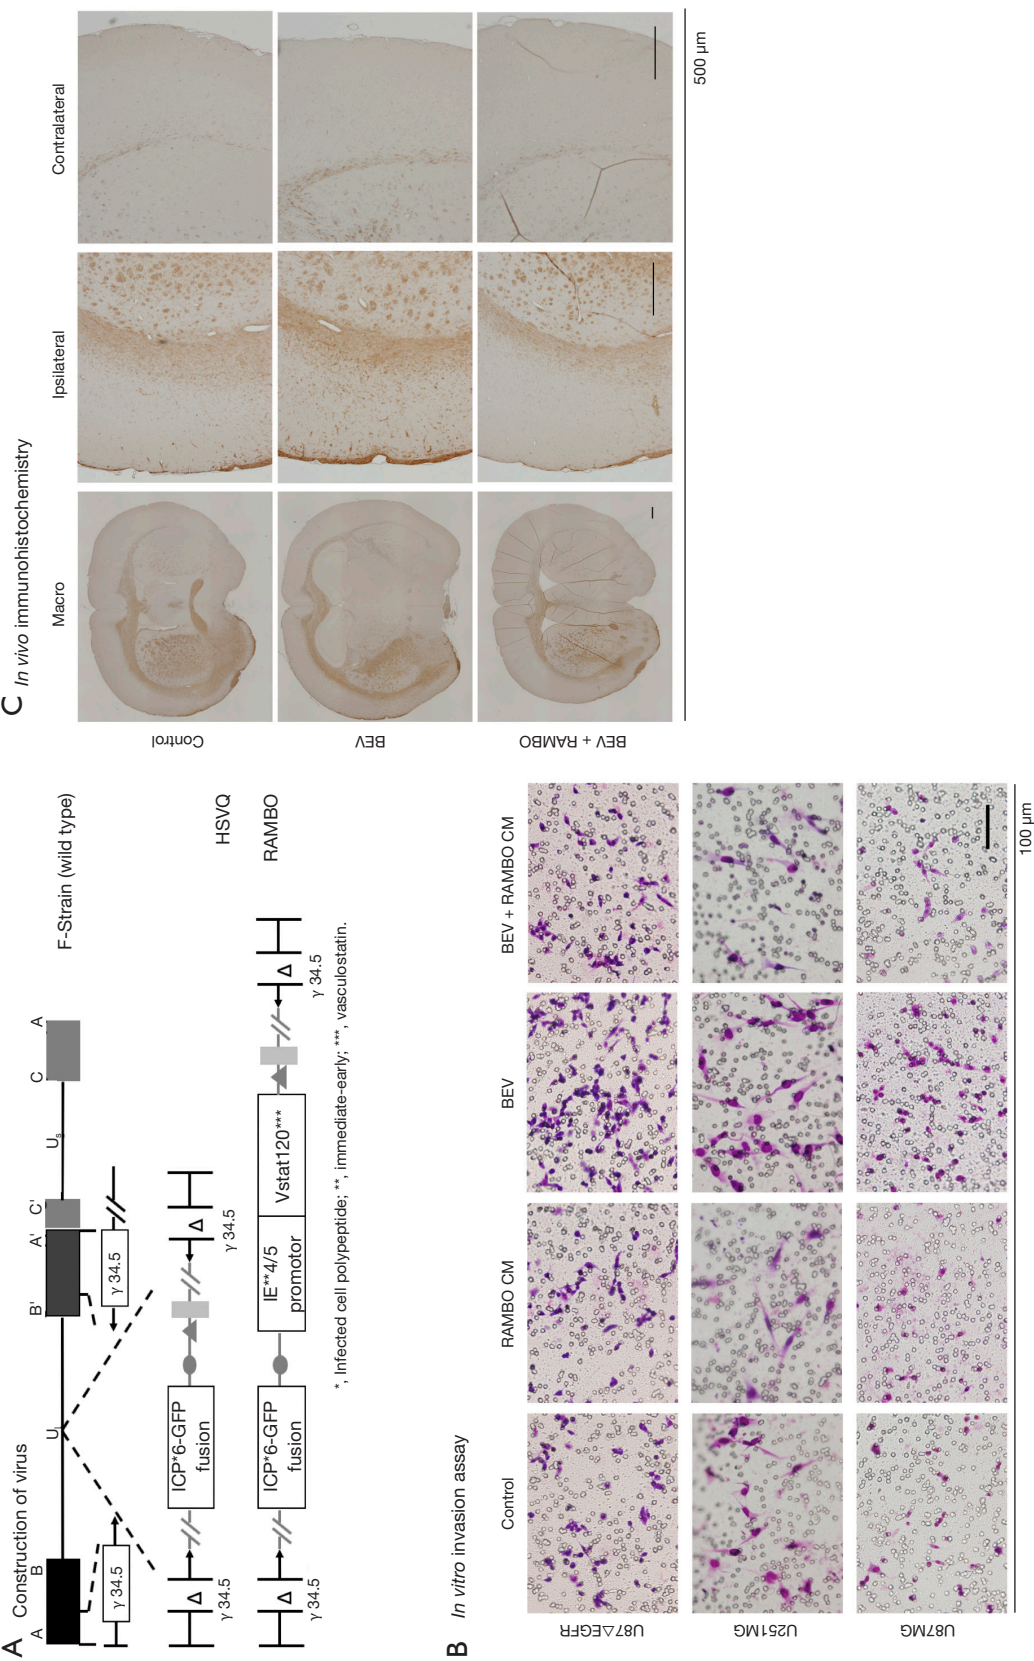 A Construction of virus
A B B' A' C' C A
U
Us
F-Strain (wild type)
γ 34.5 γ 34.5
ICP*6-GFP
fusion
Δ Δ
γ 34.5 γ 34.5
HSVQ
ICP*6-GFP
fusion
IE**4/5
promotor
Vstat120***
Δ Δ
γ 34.5 γ 34.5
RAMBO
*, Infected cell polypeptide; **, immediate-early; ***, vasculostatin.
B In vitro invasion assay
Control RAMBO CM BEV BEV + RAMBO CM
U87△EGFR
U251MG
U87MG
100 μm
C In vivo immunohistochemistry
Macro Ipsilateral Contralateral
Control
BEV
BEV + RAMBO
500 μm